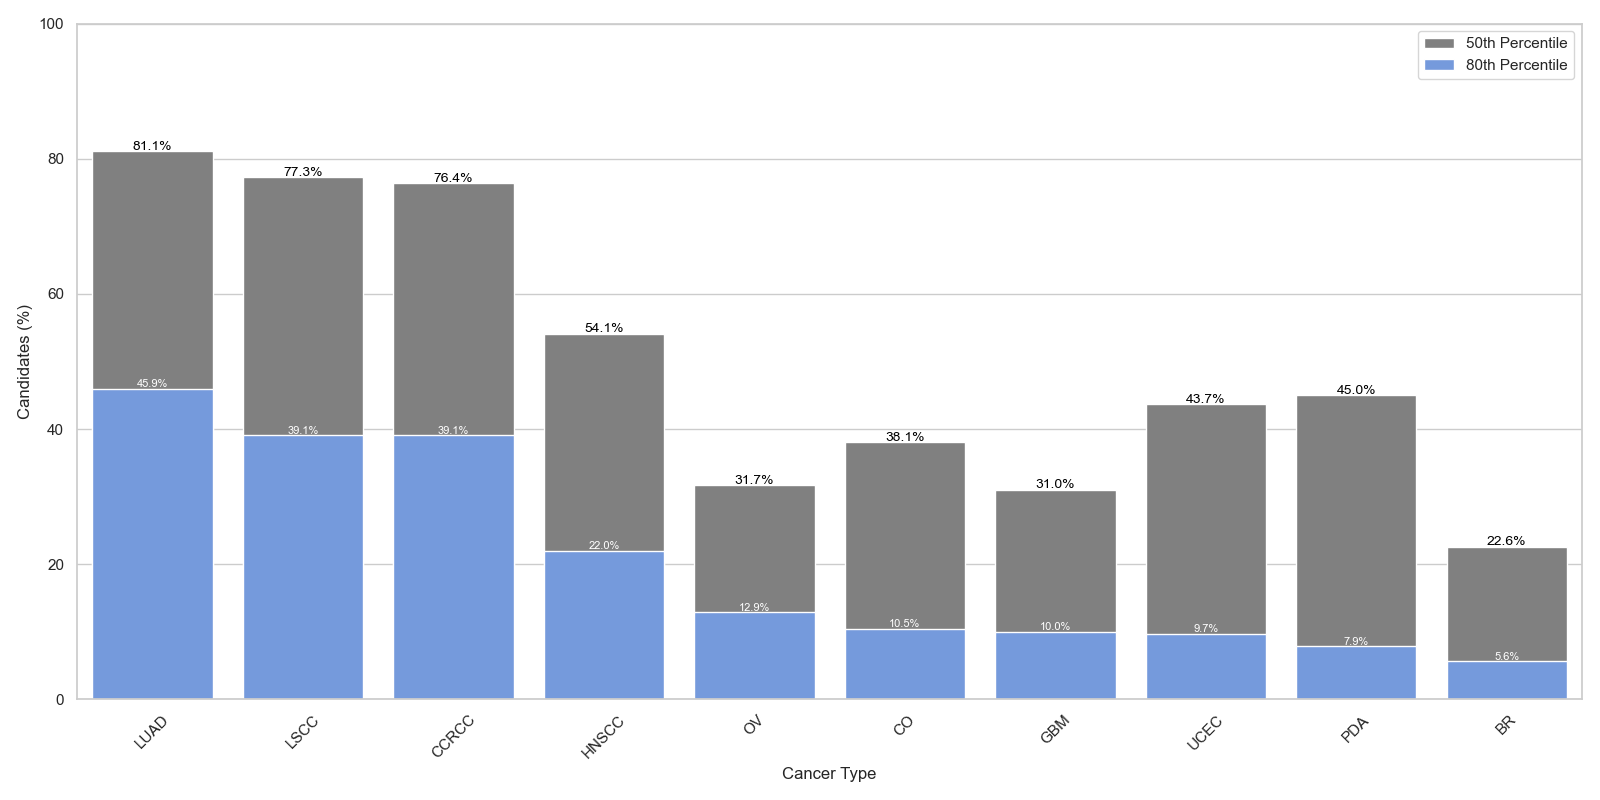 100
80
60
40
20
0
Candidates (%)
50th Percentile
80th Percentile
81.1%
77.3%
76.4%
54.1%
31.7%
38.1%
31.0%
43.7%
45.0%
22.6%
45.9%
39.1%
39.1%
22.0%
12.9%
10.5%
10.0%
9.7%
7.9%
5.6%
LUAD
LSCC
CCRCC
HNSCC
OV
CO
GBM
UCEC
PDA
BR
Cancer Type